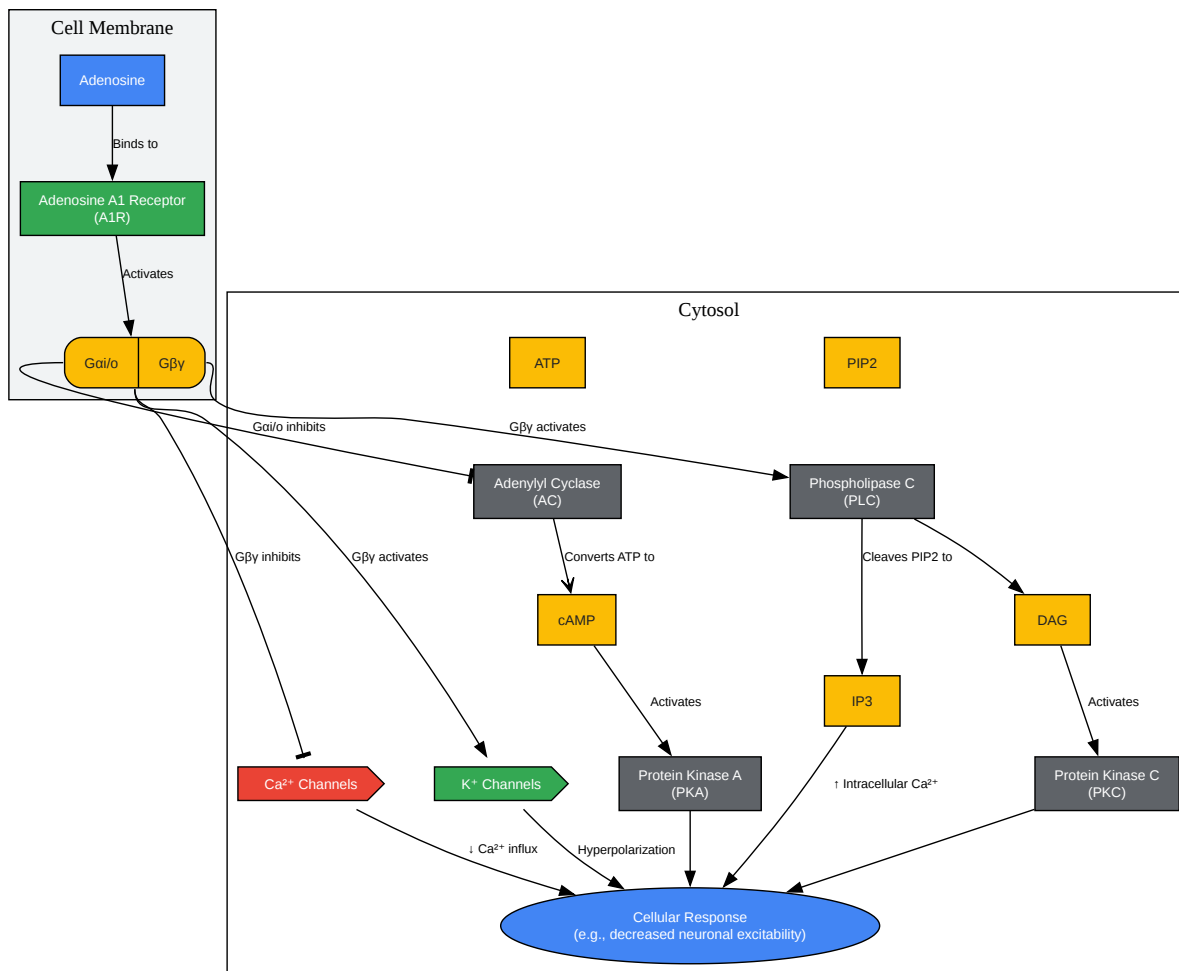 Cell Membrane
Adenosine
Binds to
Adenosine A1 Receptor
(A1R)
Activates
Gαi/o
Gβγ
Cytosol
ATP
PIP2
Gαi/o inhibits
Gβγ activates
Adenylyl Cyclase
(AC)
Phospholipase C
(PLC)
Gβγ inhibits
Gβγ activates
Converts ATP to
Cleaves PIP2 to
cAMP
DAG
Activates
IP3
Activates
Ca²⁺ Channels
K⁺ Channels
Protein Kinase A
(PKA)
↑ Intracellular Ca²⁺
Protein Kinase C
(PKC)
↓ Ca²⁺ influx
Hyperpolarization
Cellular Response
(e.g., decreased neuronal excitability)